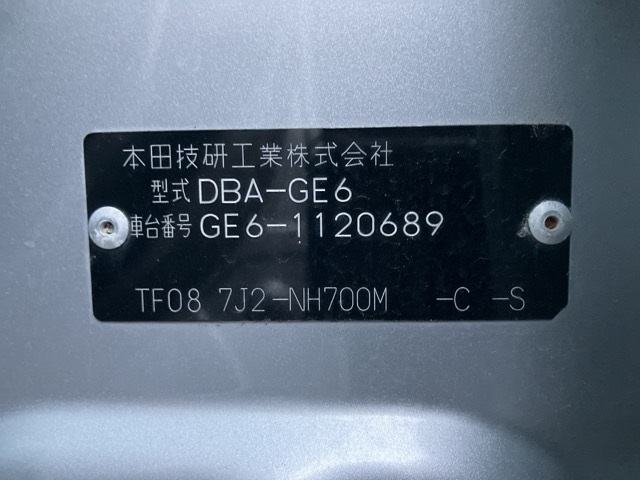 本田技研工業株式会社
型式 DBA-GE6
車台番号 GE6-1120689
TF08 7J2-NH700M -C -S